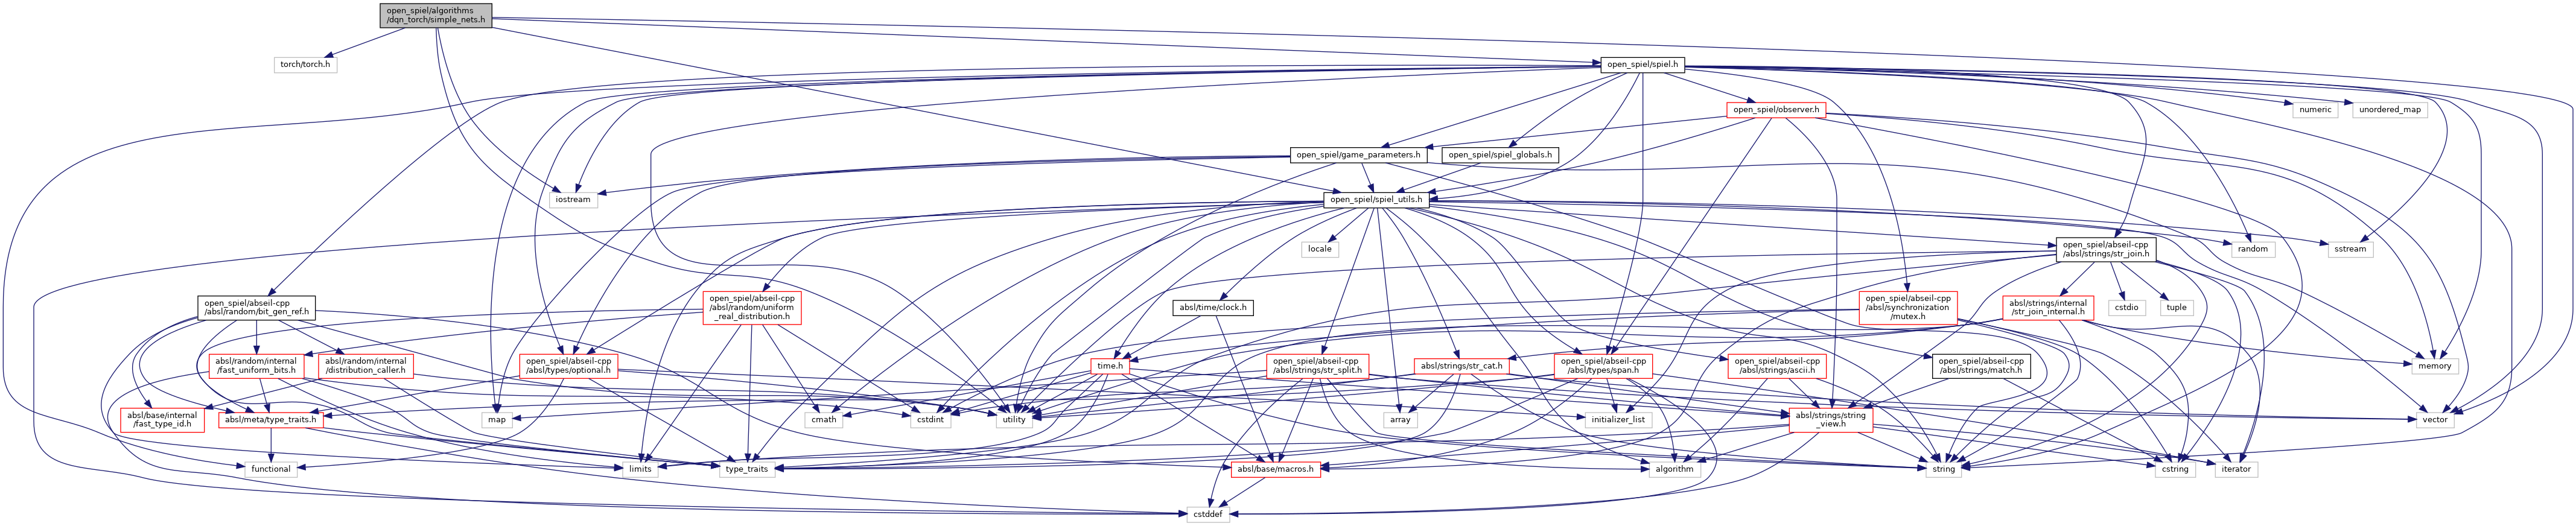 open_spiel/algorithms
/dqn_torch/simple_nets.h
torch/torch.h
open_spiel/spiel.h
open_spiel/observer.h
numeric
unordered_map
open_spiel/game_parameters.h
open_spiel/spiel_globals.h
iostream
open_spiel/spiel_utils.h
locale
open_spiel/abseil-cpp
/absl/strings/str_join.h
random
sstream
open_spiel/abseil-cpp
/absl/random/bit_gen_ref.h
open_spiel/abseil-cpp
/absl/random/uniform
_real_distribution.h
absl/time/clock.h
open_spiel/abseil-cpp
/absl/synchronization
/mutex.h
absl/strings/internal
/str_join_internal.h
cstdio
tuple
absl/random/internal
/fast_uniform_bits.h
absl/random/internal
/distribution_caller.h
open_spiel/abseil-cpp
/absl/types/optional.h
time.h
open_spiel/abseil-cpp
/absl/strings/str_split.h
absl/strings/str_cat.h
open_spiel/abseil-cpp
/absl/types/span.h
open_spiel/abseil-cpp
/absl/strings/ascii.h
open_spiel/abseil-cpp
/absl/strings/match.h
memory
absl/base/internal
/fast_type_id.h
absl/meta/type_traits.h
map
cmath
cstdint
utility
array
initializer_list
absl/strings/string
_view.h
vector
functional
limits
type_traits
absl/base/macros.h
algorithm
string
cstring
iterator
cstddef